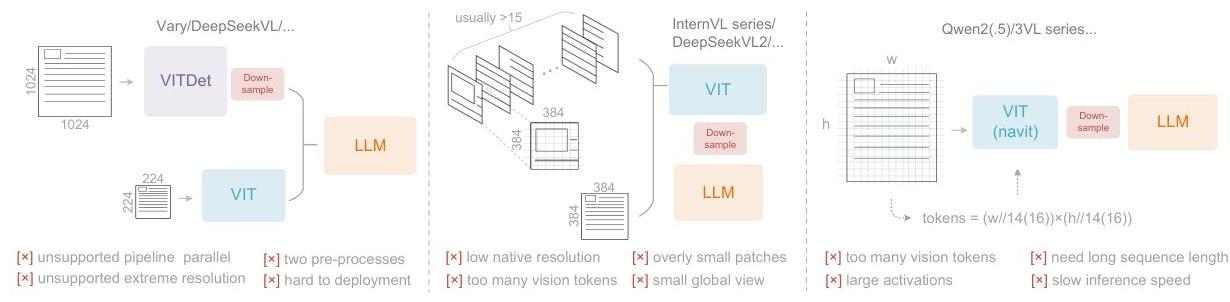 Vary/DeepSeekVL/...
1024
1024
VITDet
Down-
sample
LLM
224
224
VIT
[×] unsupported pipeline parallel
[×] two pre-processes
[×] unsupported extreme resolution
[×] hard to deployment
usually >15
InternVL series/
DeepSeekVL2/...
384
384
384
384
VIT
Down-
sample
LLM
[×] low native resolution
[×] overly small patches
[×] too many vision tokens
[×] small global view
Qwen2(.5)/3VL series...
w
h
VIT
(navit)
Down-
sample
LLM
tokens = (w//14(16))×(h//14(16))
[×] too many vision tokens
[×] need long sequence length
[×] large activations
[×] slow inference speed